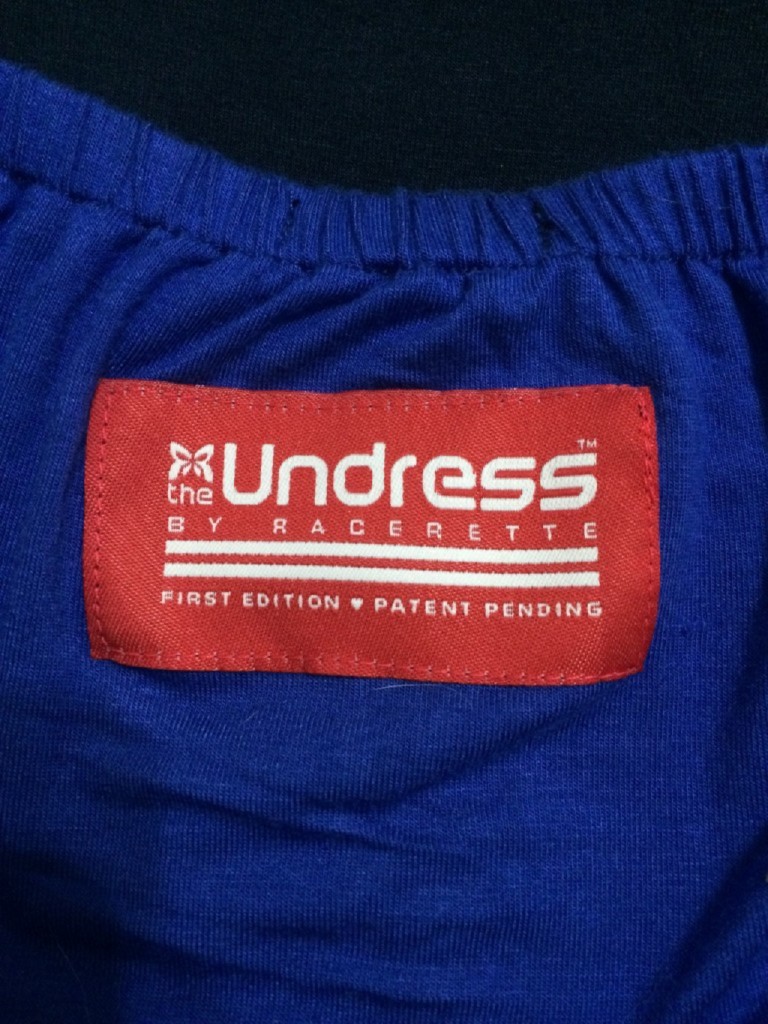 the Undress™
BY RACERETTE
FIRST EDITION ♥ PATENT PENDING